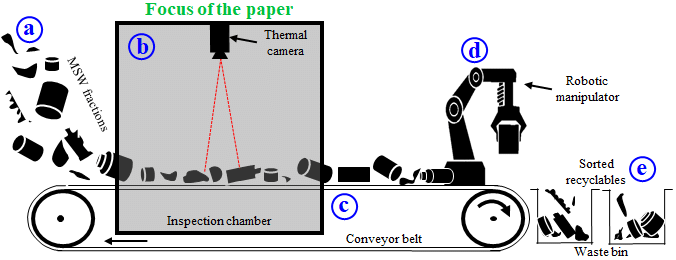 Focus of the paper
a
b
Thermal
camera
d
MSW fractions
Robotic
manipulator
Sorted
recyclables
e
c
Inspection chamber
Conveyor belt
Waste bin